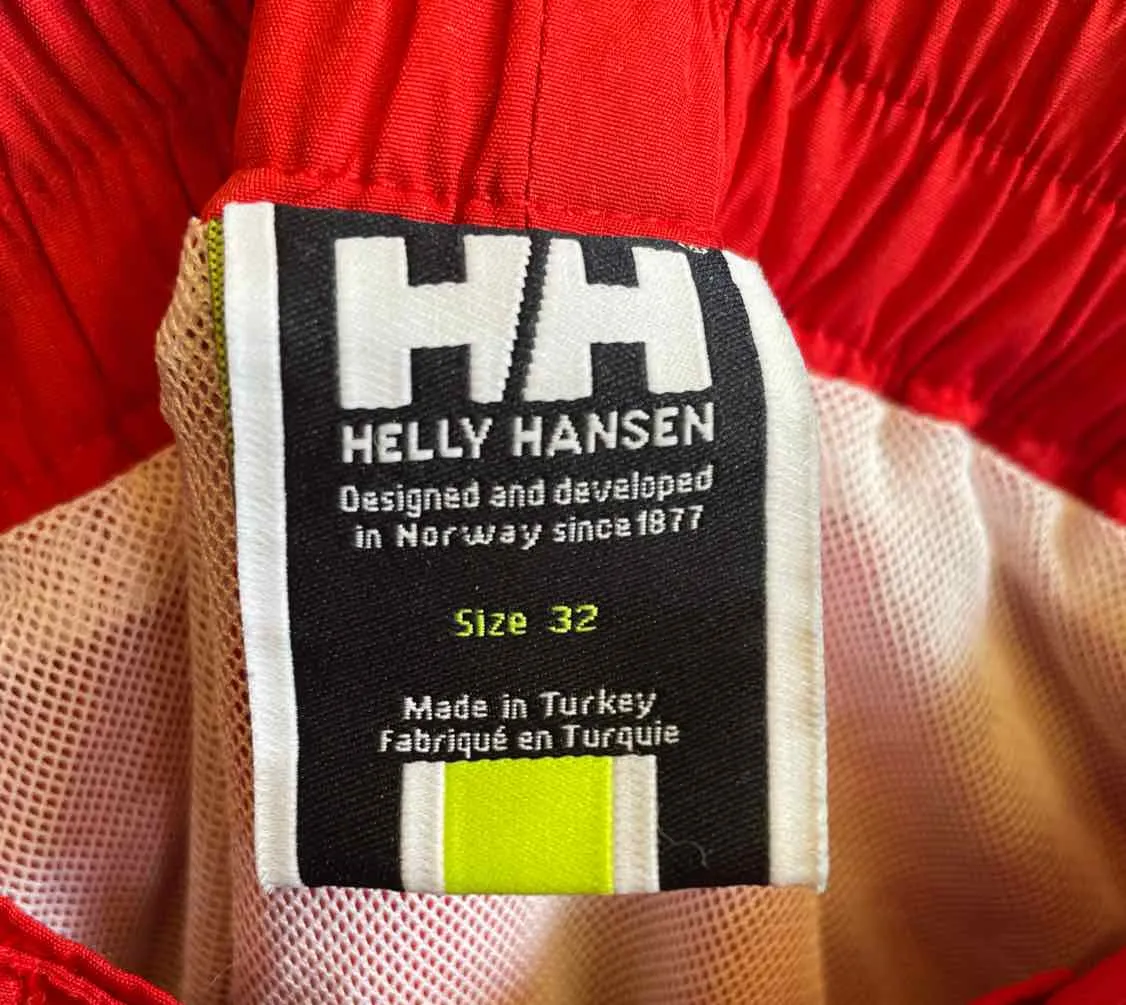 HH
HELLY HANSEN
Designed and developed
in Norway since 1877
Size 32
Made in Turkey
Fabriqué en Turquie